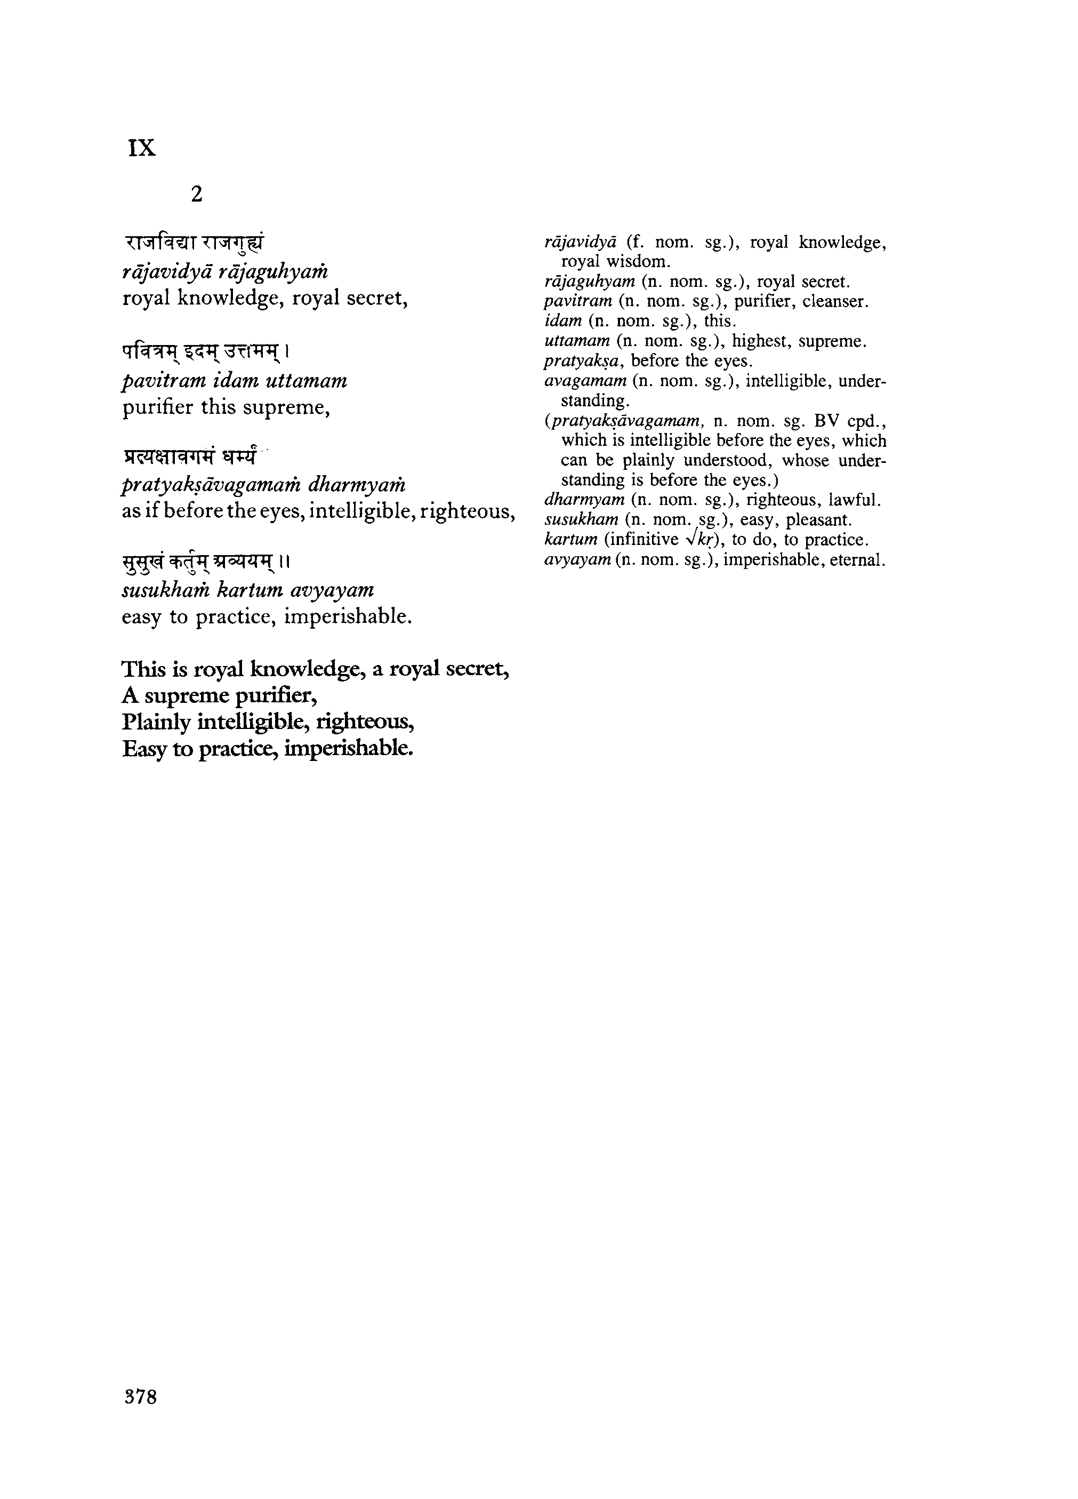 IX
2
राजविद्या राजगुह्यं
rājavidyā rājaguhyaṁ
royal knowledge, royal secret,
पवित्रम् इदम् उत्तमम् ।
pavitram idam uttamam
purifier this supreme,
प्रत्यक्षावगमं धर्म्यं
pratyakṣāvagamaṁ dharmyaṁ
as if before the eyes, intelligible, righteous,
सुसुखं कर्तुम् अव्ययम् ।।
susukhaṁ kartum avyayam
easy to practice, imperishable.
This is royal knowledge, a royal secret,
A supreme purifier,
Plainly intelligible, righteous,
Easy to practice, imperishable.
rājavidyā (f. nom. sg.), royal knowledge,
royal wisdom.
rājaguhyam (n. nom. sg.), royal secret.
pavitram (n. nom. sg.), purifier, cleanser.
idam (n. nom. sg.), this.
uttamam (n. nom. sg.), highest, supreme.
pratyakṣa, before the eyes.
avagamam (n. nom. sg.), intelligible, under-
standing.
(pratyakṣāvagamam, n. nom. sg. BV cpd.,
which is intelligible before the eyes, which
can be plainly understood, whose under-
standing is before the eyes.)
dharmyam (n. nom. sg.), righteous, lawful.
susukham (n. nom. sg.), easy, pleasant.
kartum (infinitive √kṛ), to do, to practice.
avyayam (n. nom. sg.), imperishable, eternal.
378